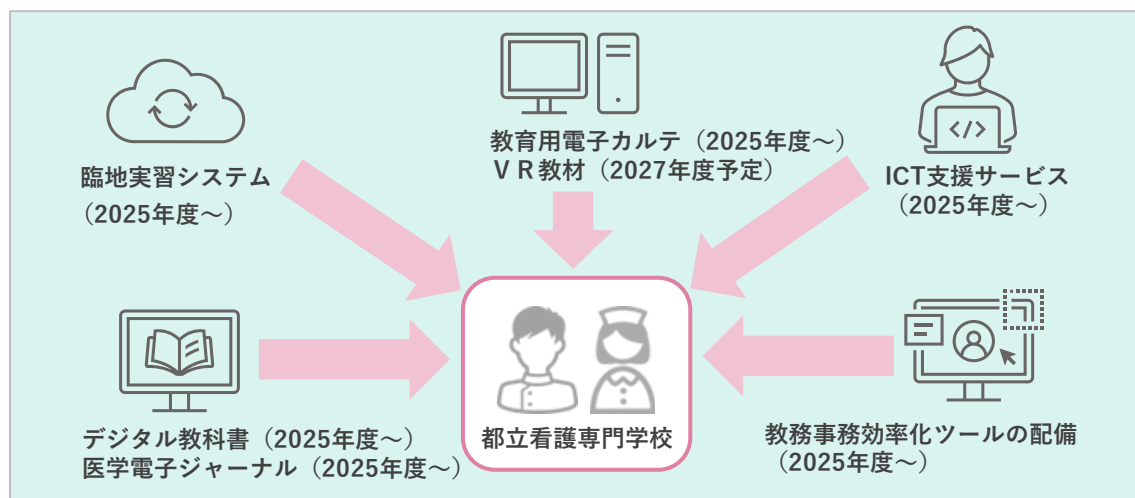 臨地実習システム
（2025年度～）
教育用電子カルテ（2025年度～）
ＶＲ教材（2027年度予定）
ICT支援サービス
（2025年度～）
デジタル教科書（2025年度～）
医学電子ジャーナル（2025年度～）
都立看護専門学校
教務事務効率化ツールの配備
（2025年度～）